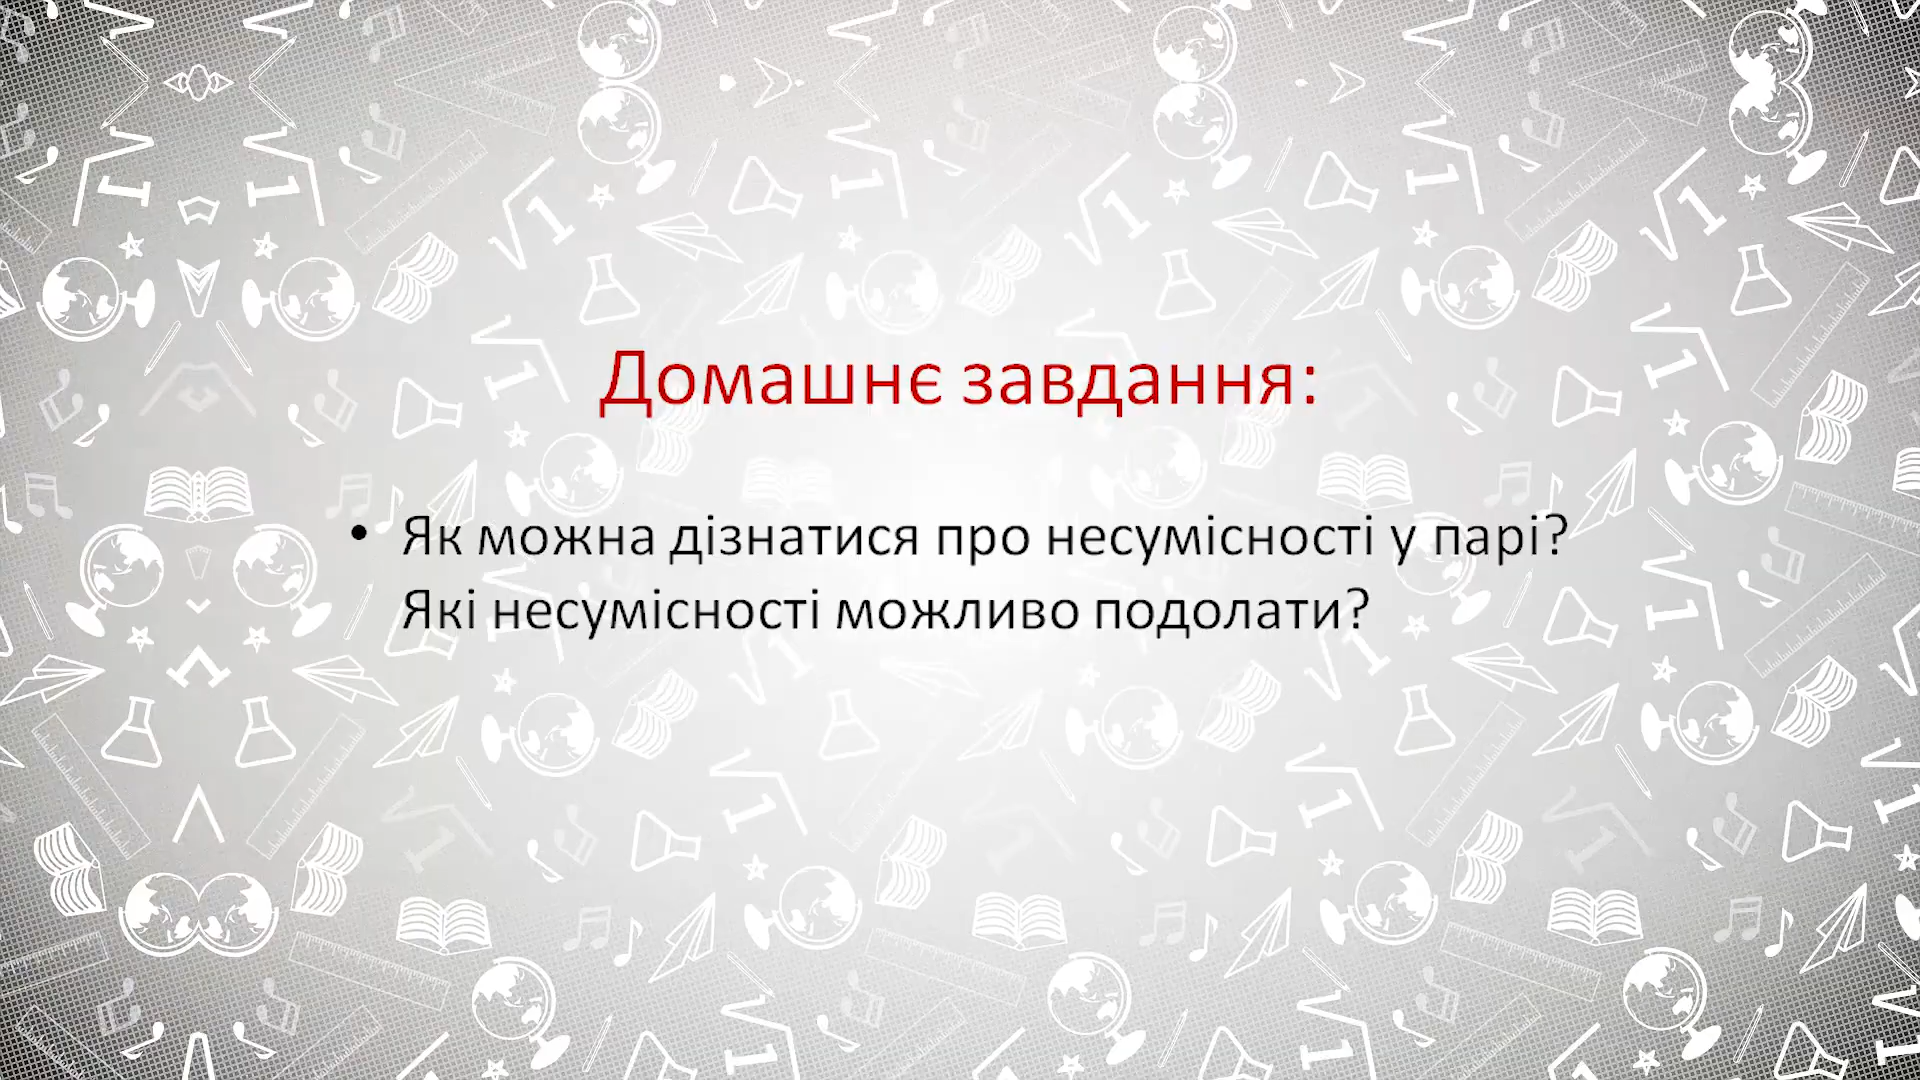 Домашнє завдання:
• Як можна дізнатися про несумісності у парі?
Які несумісності можливо подолати?